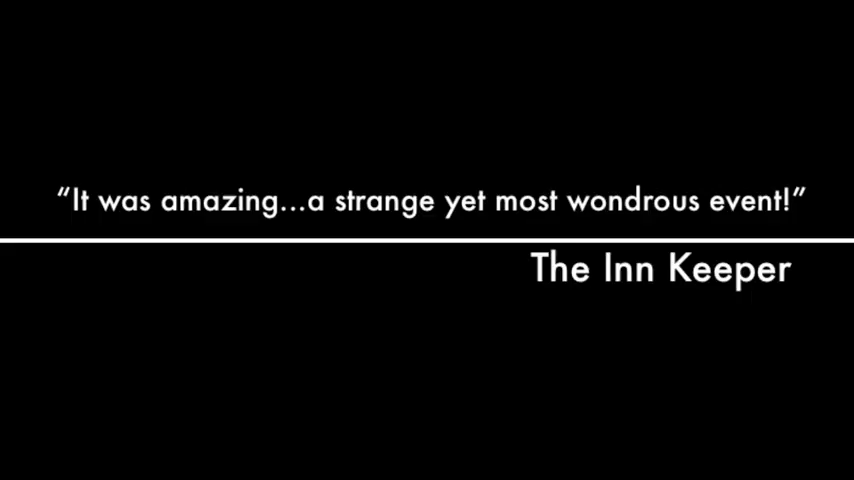 “It was amazing...a strange yet most wondrous event!”
The Inn Keeper